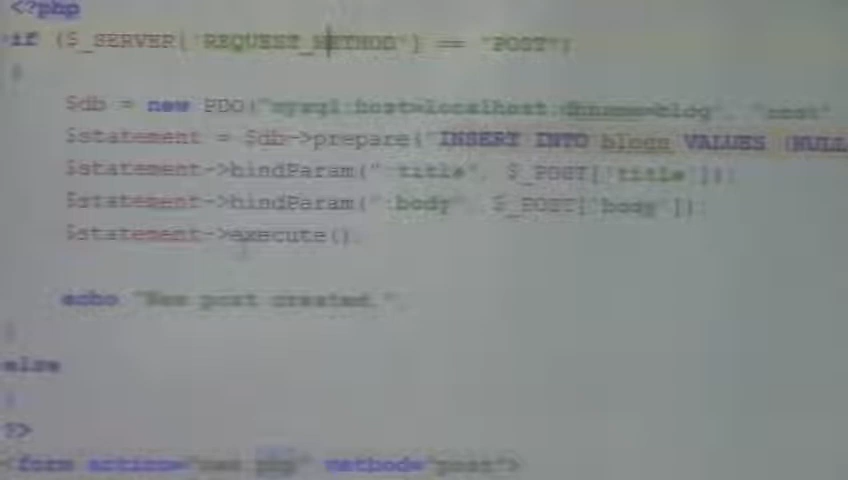 <?php
if ($_SERVER['REQUEST_METHOD'] == "POST")
{
$db = new PDO("mysql:host=localhost;dbname=blog", "root"
$statement = $db->prepare("INSERT INTO blogs VALUES (NULL
$statement->bindParam(":title", $_POST['title']);
$statement->bindParam(":body", $_POST['body']);
$statement->execute();
echo "New post created.";
}
else
{
?>
<form action="new.php" method="post">